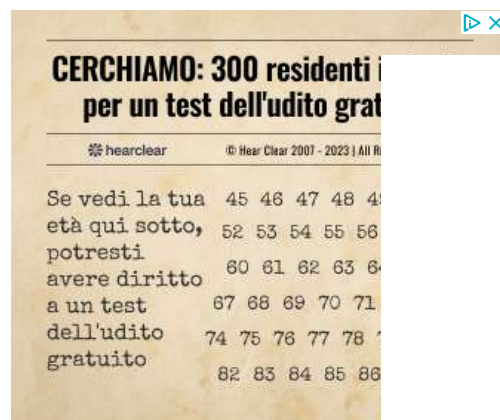 CERCHIAMO: 300 residenti
per un test dell'udito
hearclear
© Hear Clear 2007 - 2023 | All
Se vedi la tua
età qui sotto,
potresti
avere diritto
a un test
dell'udito
gratuito
45 46 47 48
52 53 54 55 56
60 61 62 63
67 68 69 70 71
74 75 76 77 78
82 83 84 85 86